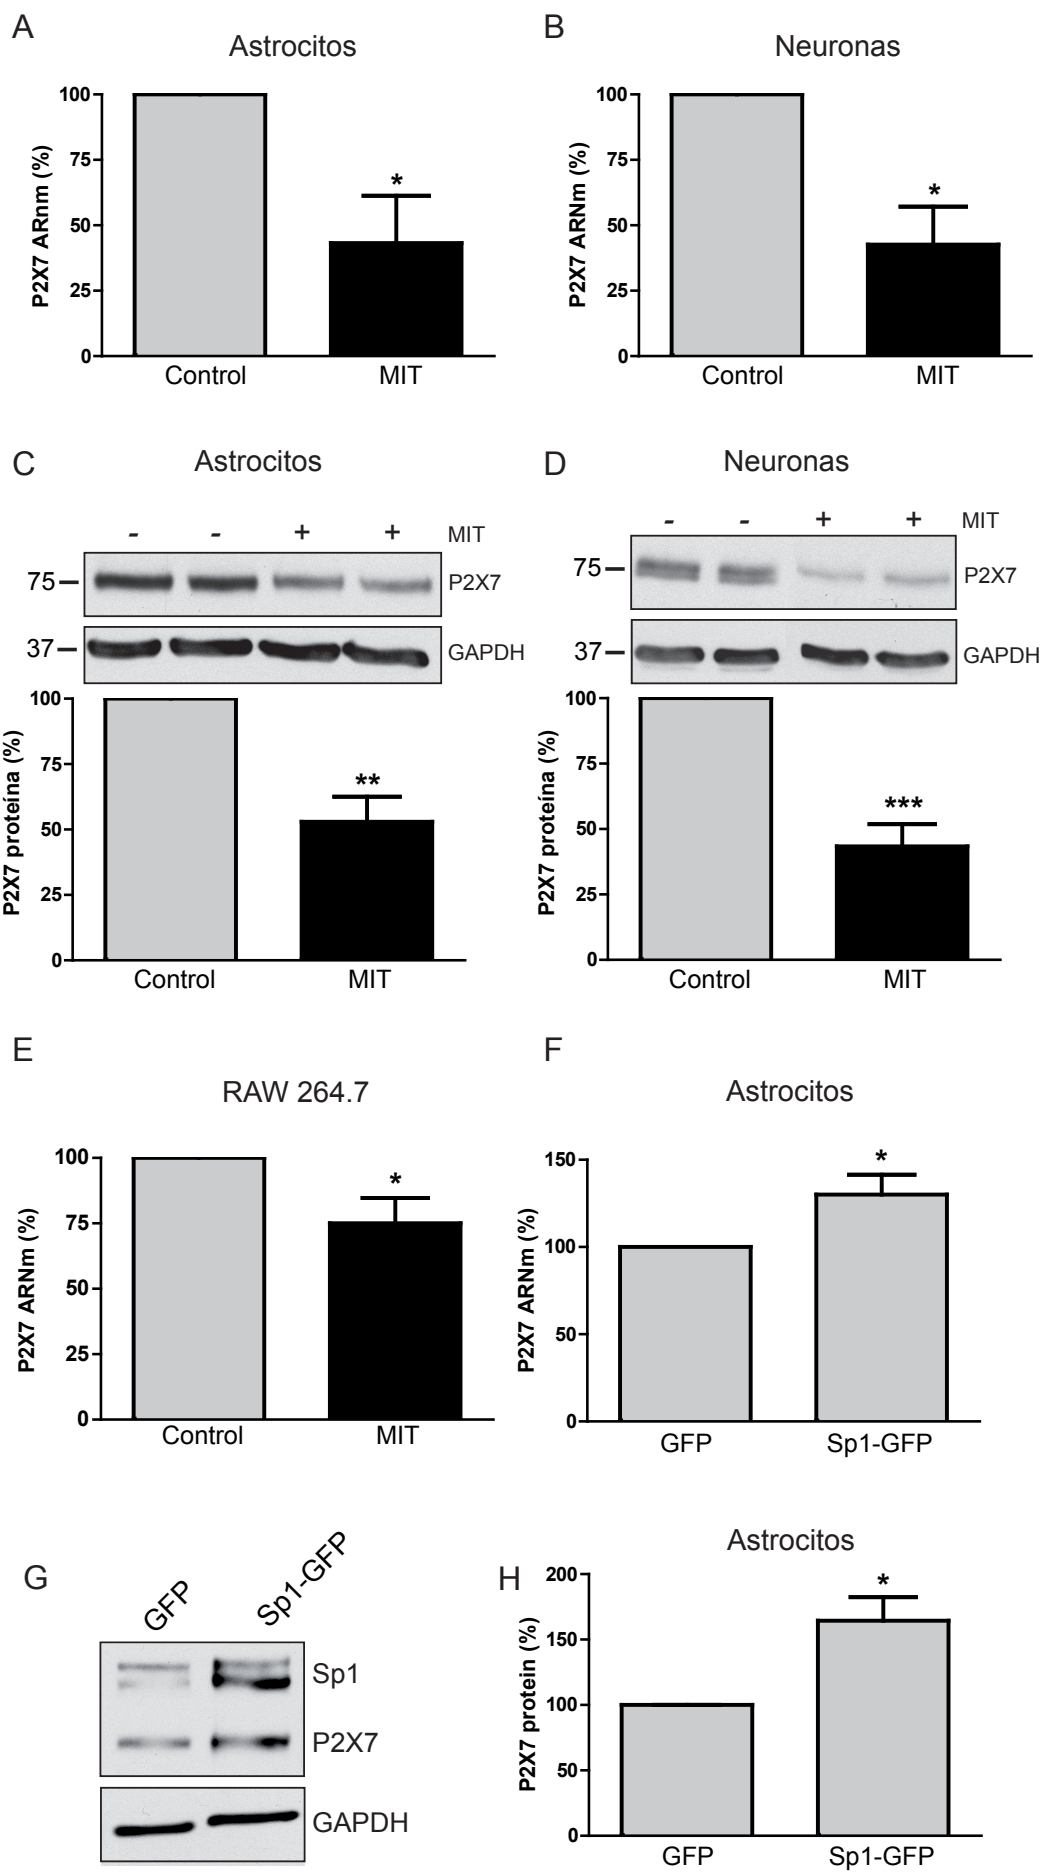 A
Astrocitos
P2X7 ARnm (%)
100
75
50
25
0
*
Control
MIT
B
Neuronas
P2X7 ARNm (%)
100
75
50
25
0
*
Control
MIT
C
Astrocitos
- - + + MIT
75 P2X7
37 GAPDH
P2X7 proteína (%)
100
75
50
25
0
**
Control
MIT
D
Neuronas
- - + + MIT
75 P2X7
37 GAPDH
P2X7 proteína (%)
100
75
50
25
0
***
Control
MIT
E
RAW 264.7
P2X7 ARNm (%)
100
75
50
25
0
*
Control
MIT
F
Astrocitos
P2X7 ARNm (%)
150
100
50
0
*
GFP
Sp1-GFP
G
GFP
Sp1-GFP
Sp1
P2X7
GAPDH
H
Astrocitos
P2X7 protein (%)
200
150
100
50
0
*
GFP
Sp1-GFP